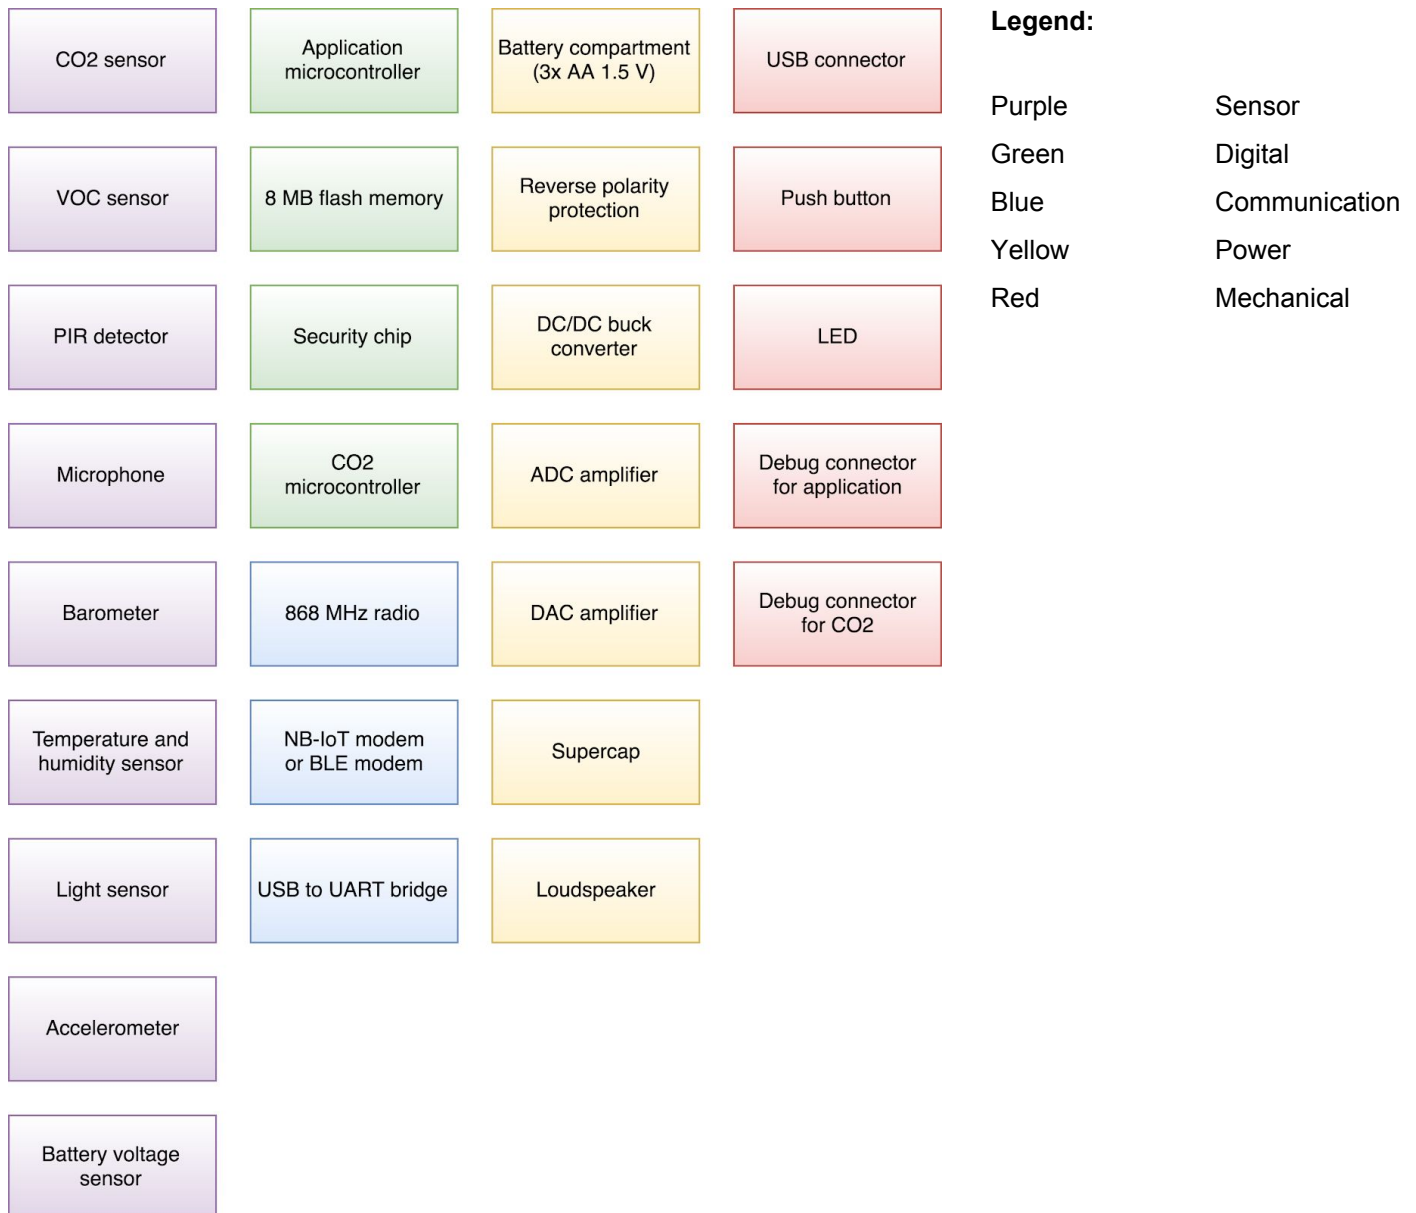 CO2 sensor
VOC sensor
PIR detector
Microphone
Barometer
Temperature and
humidity sensor
Light sensor
Accelerometer
Battery voltage
sensor
Application
microcontroller
8 MB flash memory
Security chip
CO2
microcontroller
868 MHz radio
NB-IoT modem
or BLE modem
USB to UART bridge
Battery compartment
(3x AA 1.5 V)
Reverse polarity
protection
DC/DC buck
converter
ADC amplifier
DAC amplifier
Supercap
Loudspeaker
USB connector
Push button
LED
Debug connector
for application
Debug connector
for CO2
Legend:
Purple Sensor
Green Digital
Blue Communication
Yellow Power
Red Mechanical